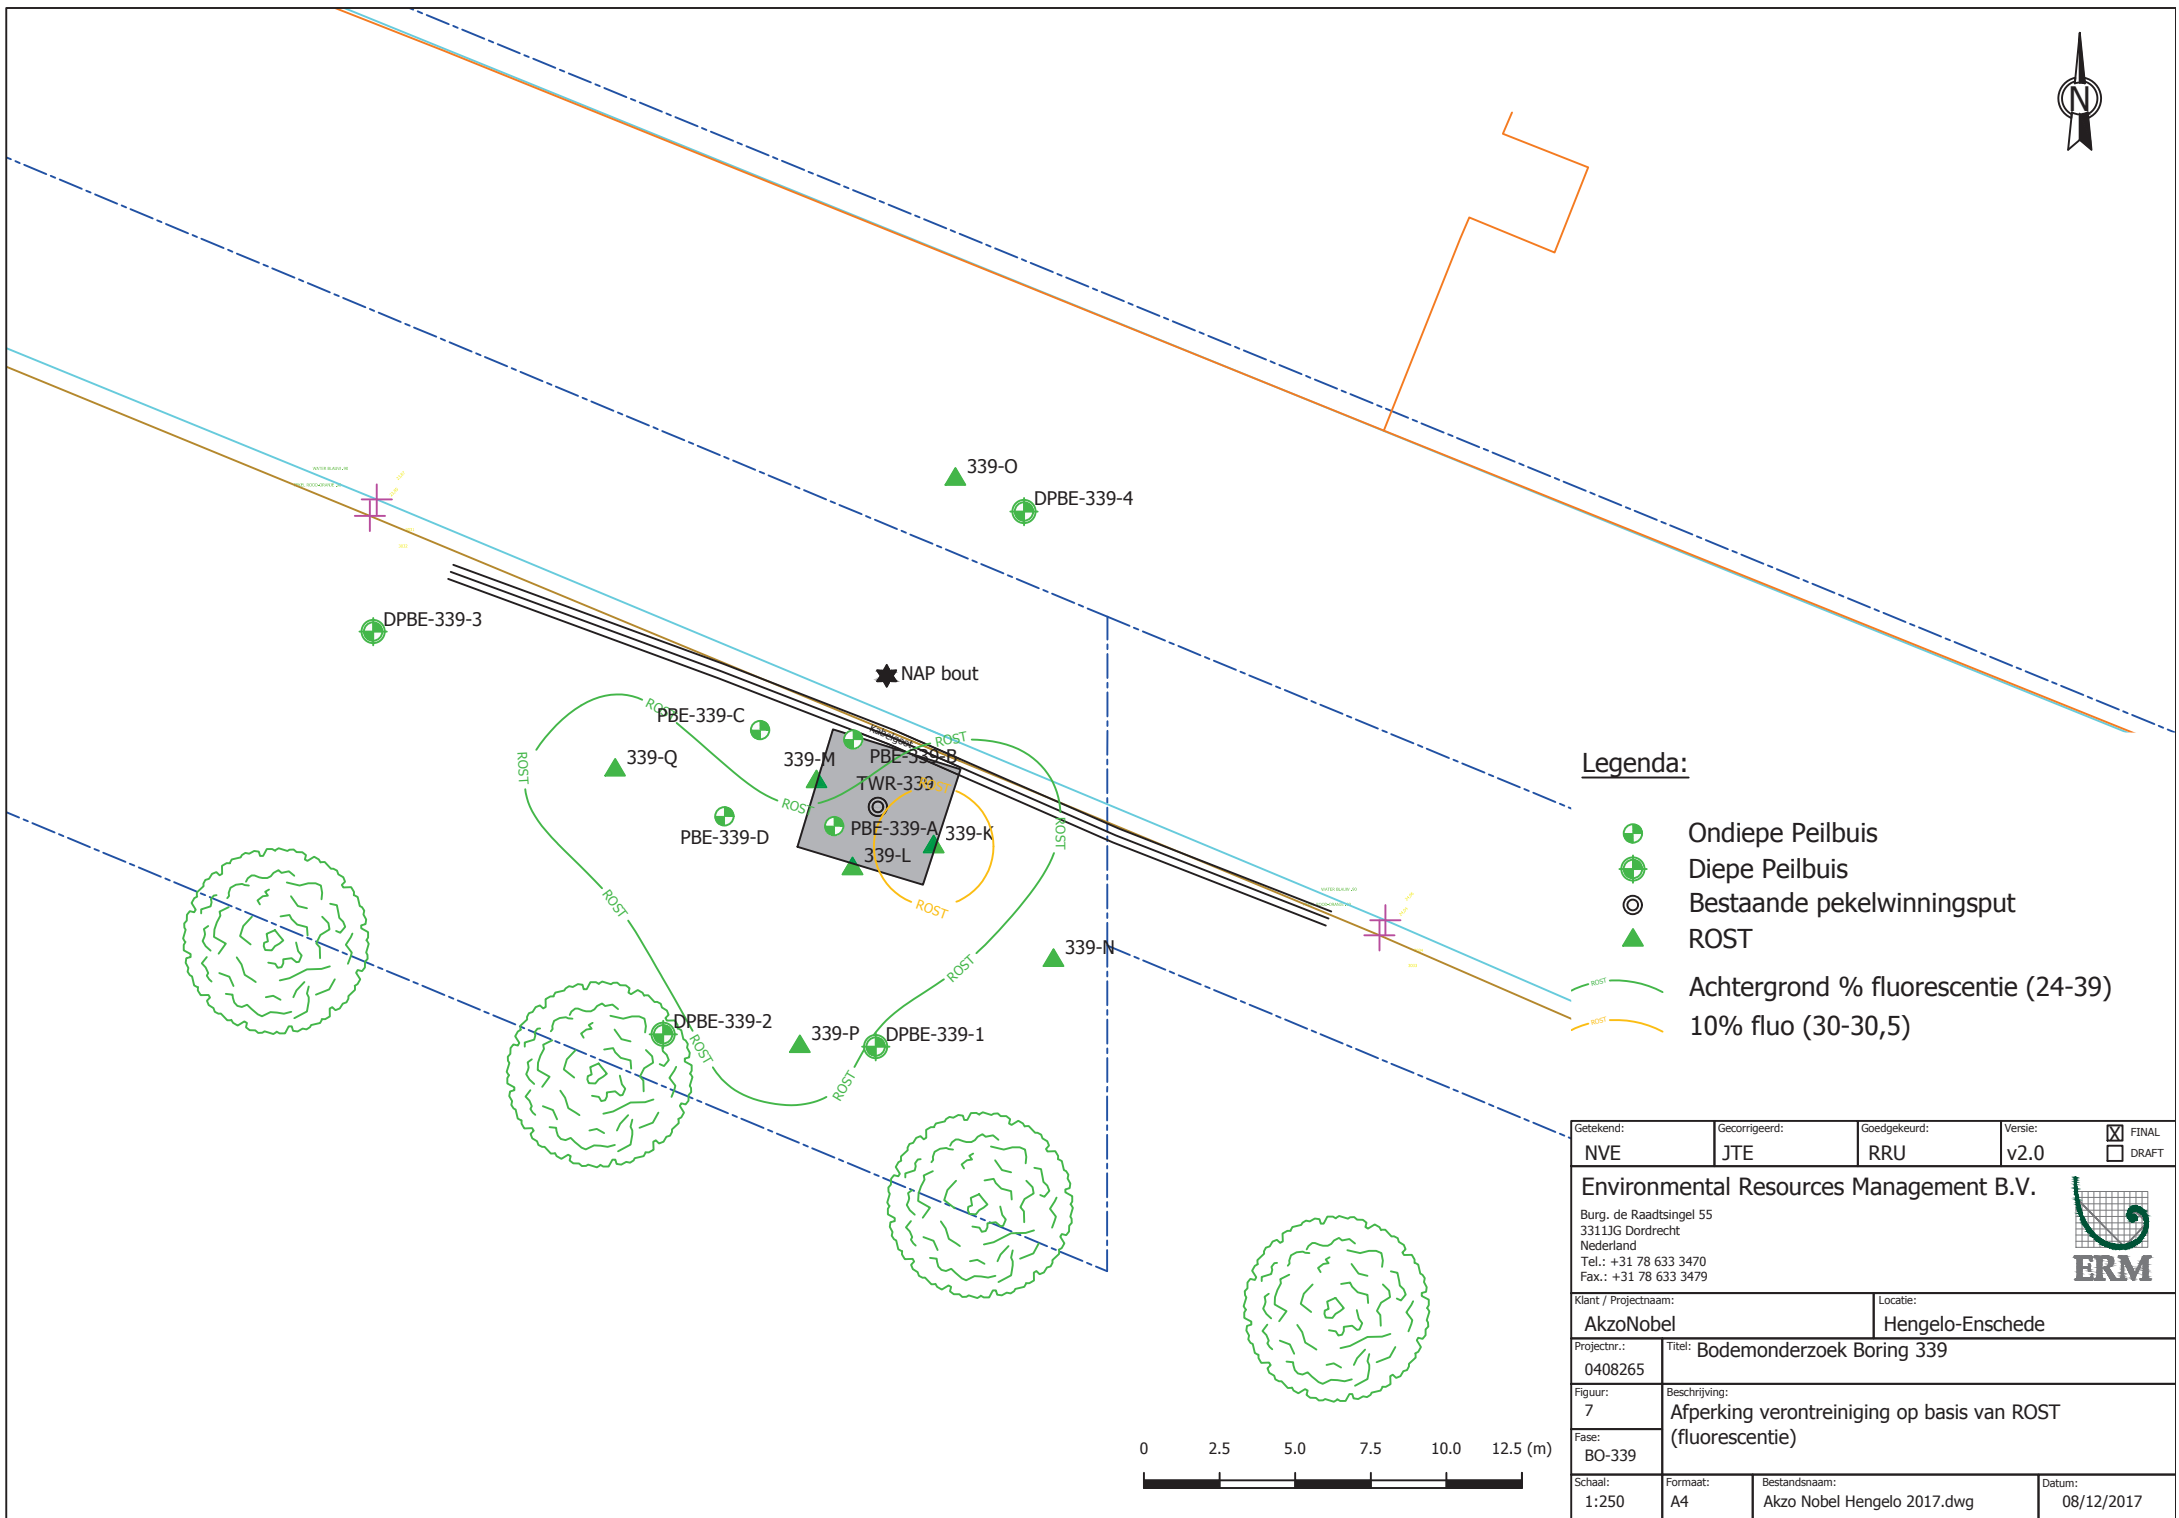 N
339-O
DPBE-339-4
DPBE-339-3
NAP bout
ROST
PBE-339-C
Kabelgoot
ROST
PBE-339-B
339-Q
339-M
ROST
TWR-339
ROST
ROST
PBE-339-D
PBE-339-A
339-K
ROST
339-L
ROST
ROST
339-N
ROST
DPBE-339-2
339-P
DPBE-339-1
ROST
ROST
Legenda:
Ondiepe Peilbuis
Diepe Peilbuis
Bestaande pekelwinningsput
ROST
ROST Achtergrond % fluorescentie (24-39)
ROST 10% fluo (30-30,5)
0 2.5 5.0 7.5 10.0 12.5 (m)
Getekend: Gecorrigeerd: Goedgekeurd: Versie: X FINAL
NVE JTE RRU v2.0 DRAFT
Environmental Resources Management B.V.
Burg. de Raadtsingel 55
3311JG Dordrecht
Nederland
Tel.: +31 78 633 3470
Fax.: +31 78 633 3479
ERM
Klant / Projectnaam: Locatie:
AkzoNobel Hengelo-Enschede
Projectnr.: Titel: Bodemonderzoek Boring 339
0408265
Figuur: Beschrijving:
7 Afperking verontreiniging op basis van ROST
(fluorescentie)
Fase:
BO-339
Schaal: Formaat: Bestandsnaam: Datum:
1:250 A4 Akzo Nobel Hengelo 2017.dwg 08/12/2017